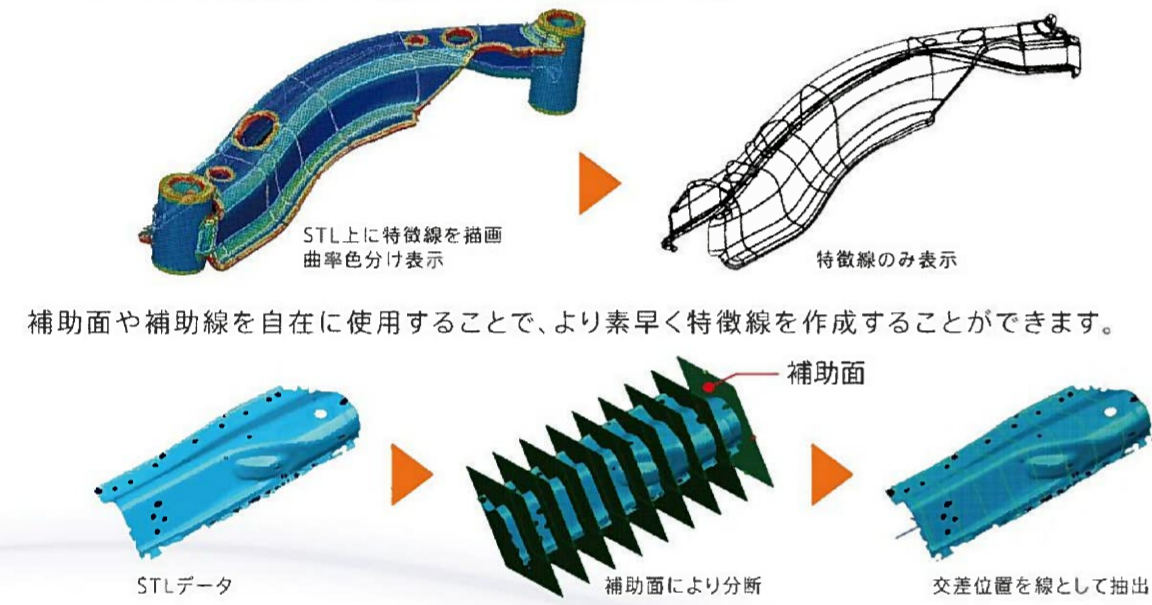 STL上に特徴線を描画
曲率色分け表示
特徴線のみ表示
補助面や補助線を自在に使用することで、より素早く特徴線を作成することができます。
補助面
STLデータ
補助面により分断
交差位置を線として抽出